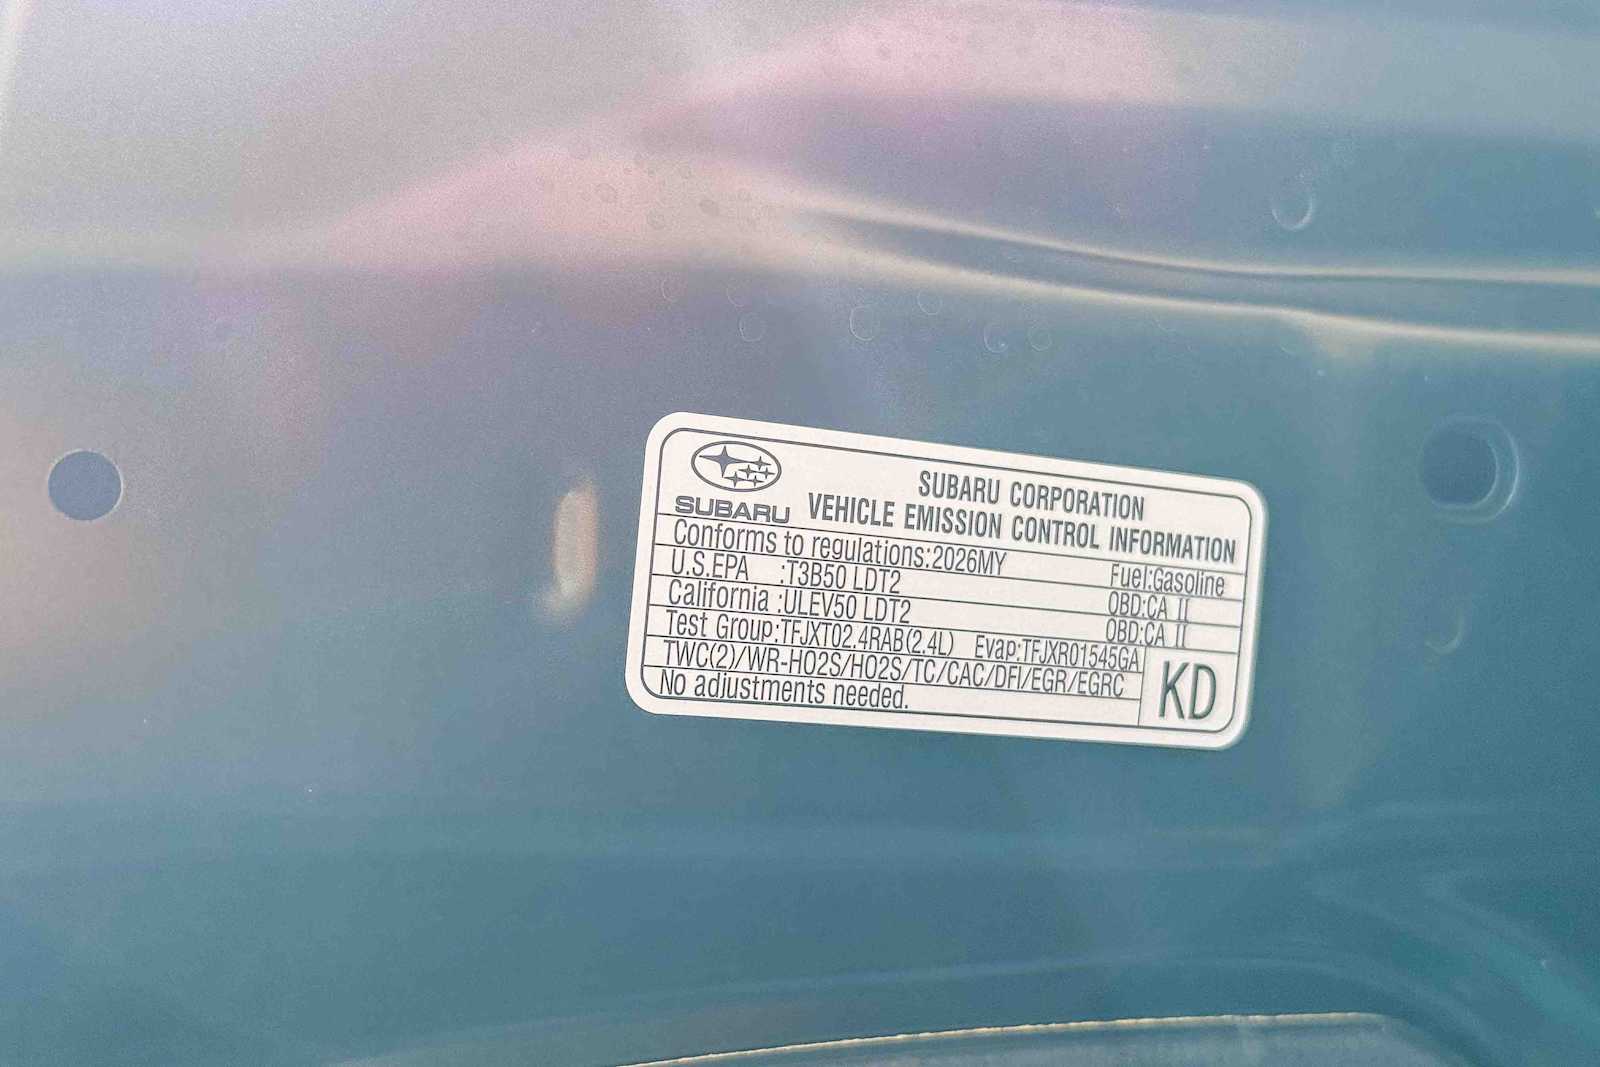 SUBARU
SUBARU CORPORATION
VEHICLE EMISSION CONTROL INFORMATION
Conforms to regulations:2026MY Fuel:Gasoline
U.S.EPA :T3B50 LDT2 OBD:CA II
California :ULEV50 LDT2 OBD:CA II
Test Group:TFJXT02.4RAB(2.4L) Evap:TFJXR01545GA
TWC(2)/WR-HO2S/HO2S/TC/CAC/DFI/EGR/EGRC
No adjustments needed.
KD